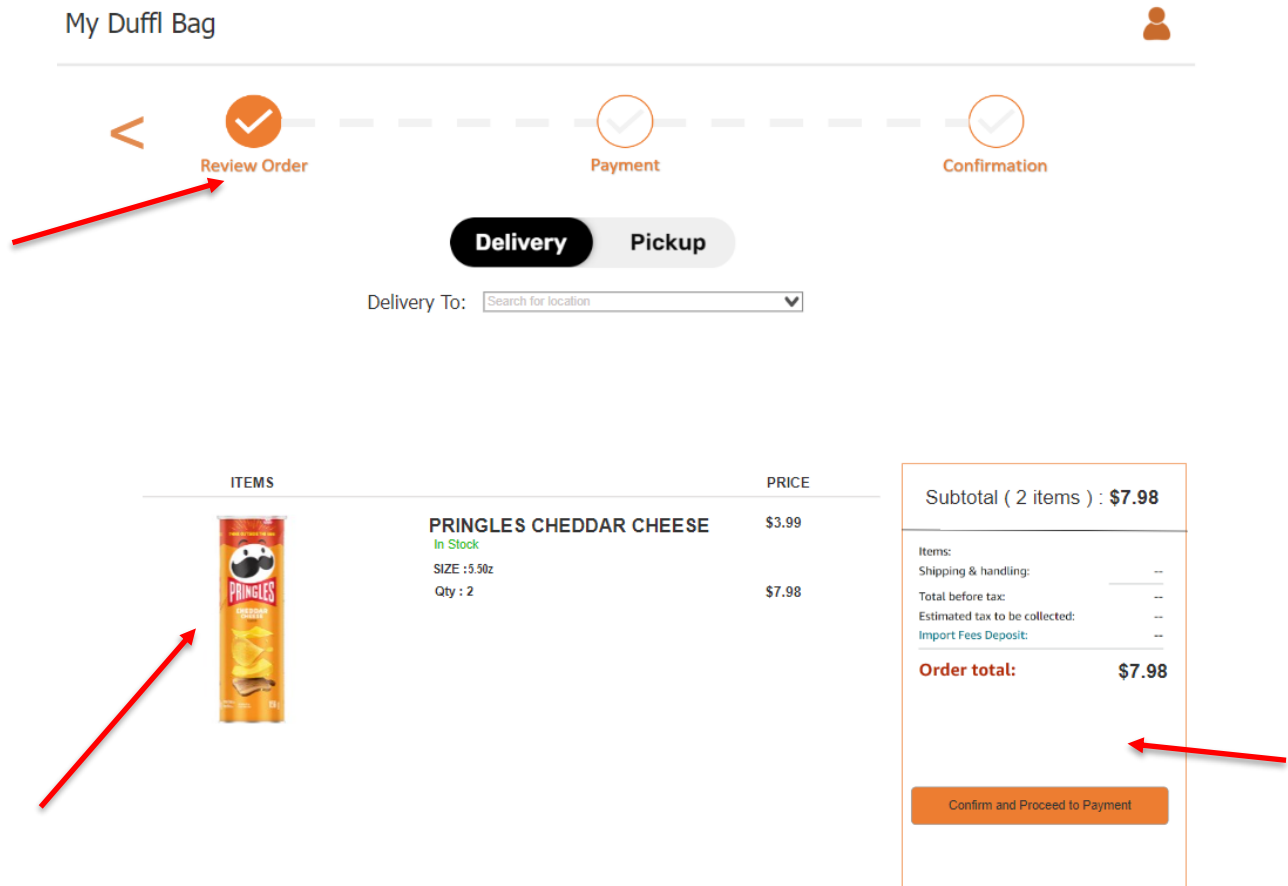 My Duffl Bag
<
Review Order
Payment
Confirmation
Delivery Pickup
Delivery To: Search for location
ITEMS PRICE
PRINGLES CHEDDAR CHEESE $3.99
In Stock
SIZE :5.50z
Qty : 2 $7.98
PRINGLES
CHEDDAR
CHEESE
Subtotal ( 2 items ) : $7.98
Items:
Shipping & handling: --
Total before tax: --
Estimated tax to be collected: --
Import Fees Deposit: --
Order total: $7.98
Confirm and Proceed to Payment